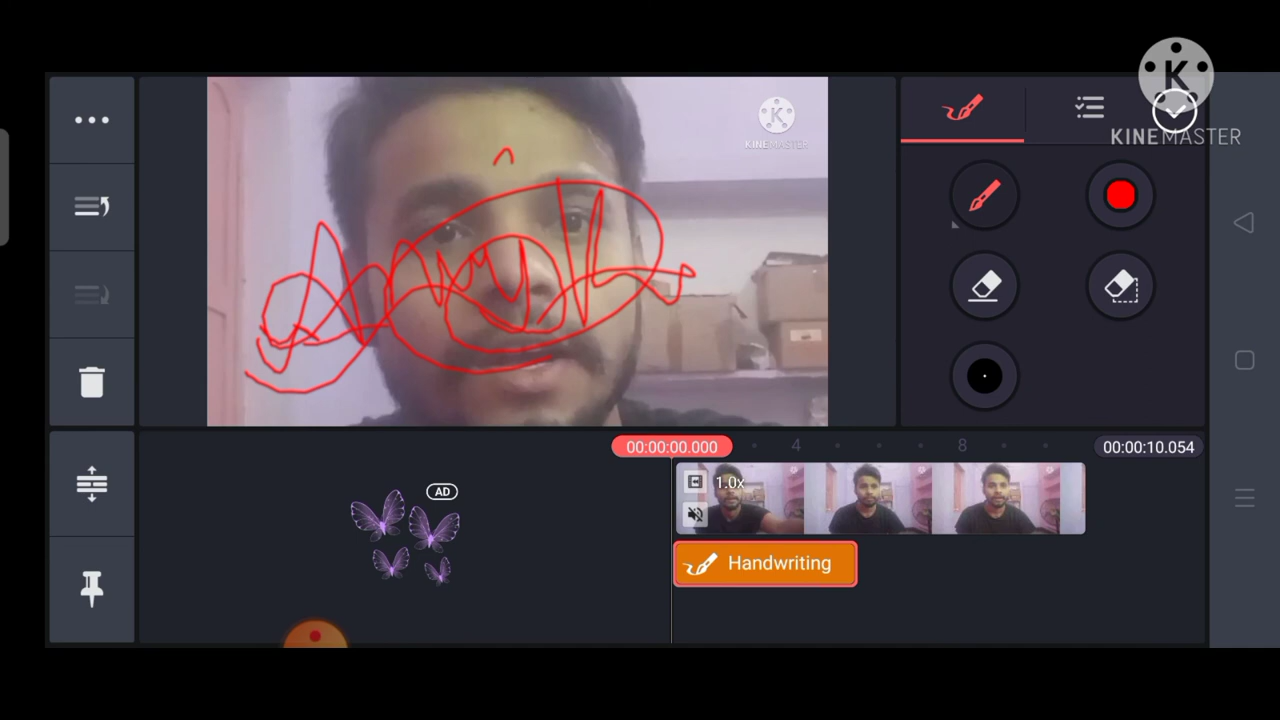 KINEMASTER
KINEMASTER
00:00:00.000
4
8
00:00:10.054
AD
1.0x
Handwriting